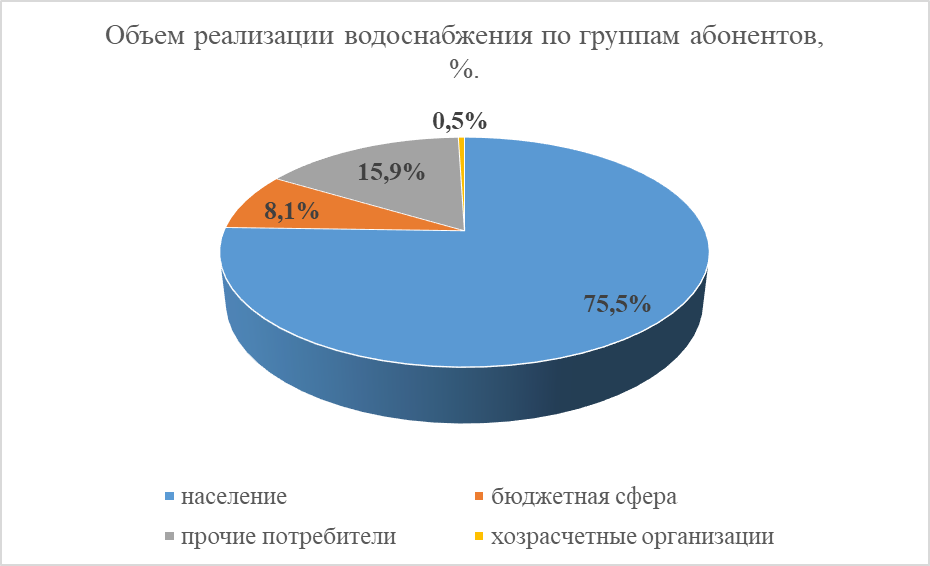 Объем реализации водоснабжения по группам абонентов,
%.
0,5%
15,9%
8,1%
75,5%
население
бюджетная сфера
прочие потребители
хозрасчетные организации